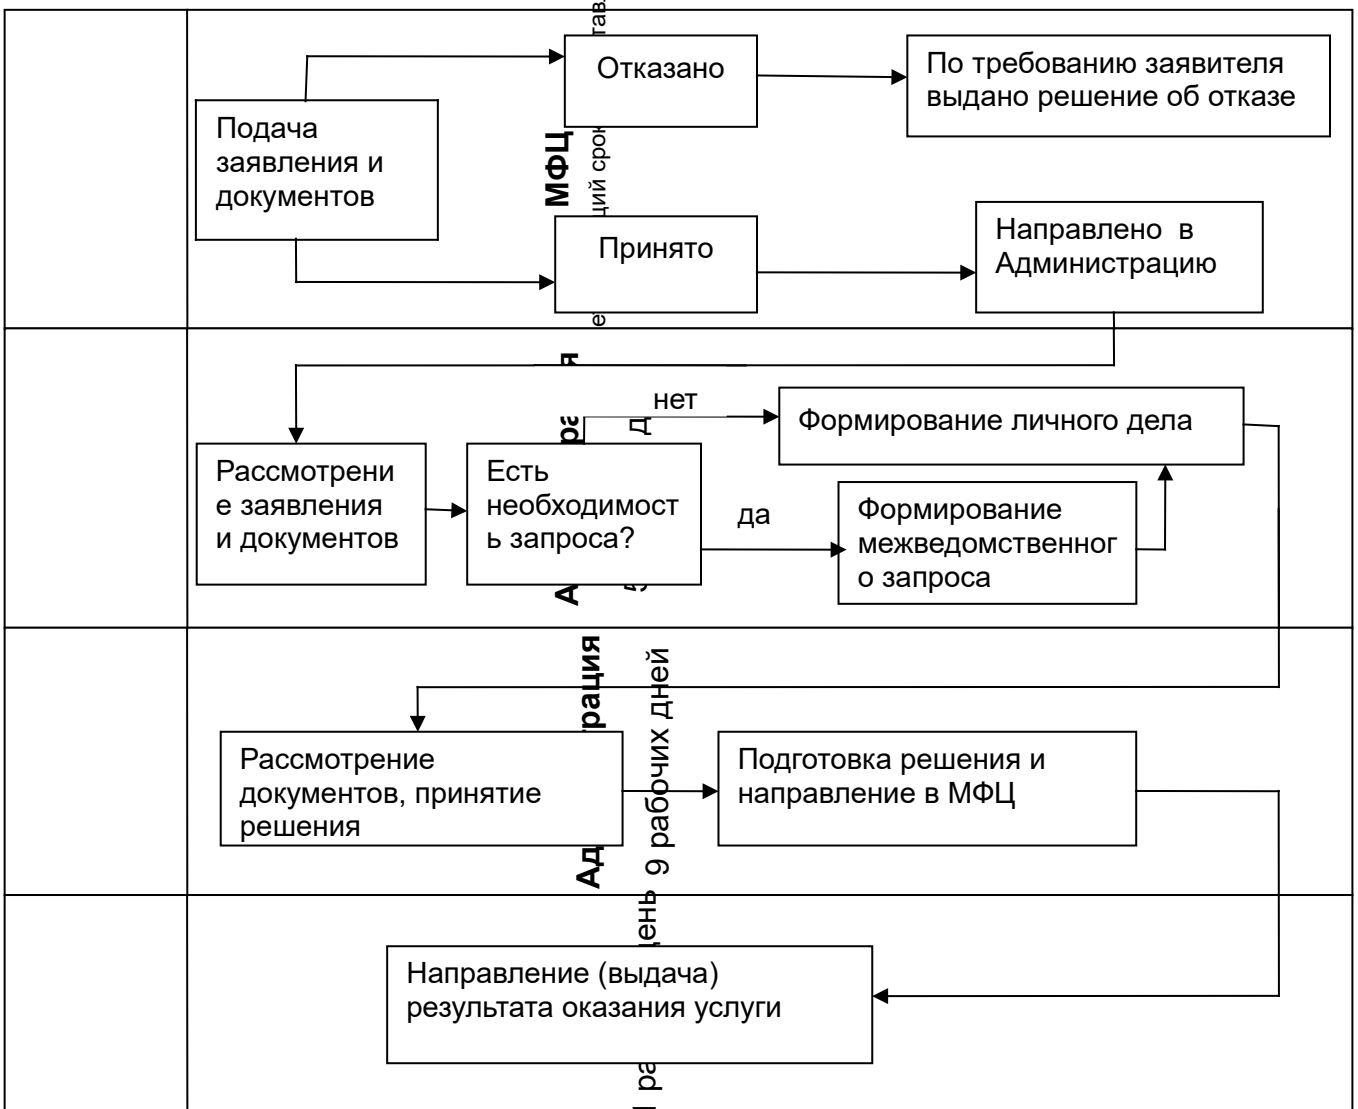 Отказано
По требованию заявителя
выдано решение об отказе
Подача
заявления и
документов
МФЦ
Принято
Направлено в
Администрацию
нет
Формирование личного дела
Рассмотрени
е заявления
и документов
Есть
необходимост
ь запроса?
да
Формирование
межведомственног
о запроса
9 рабочих дней
Рассмотрение
документов, принятие
решения
Подготовка решения и
направление в МФЦ
Направление (выдача)
результата оказания услуги